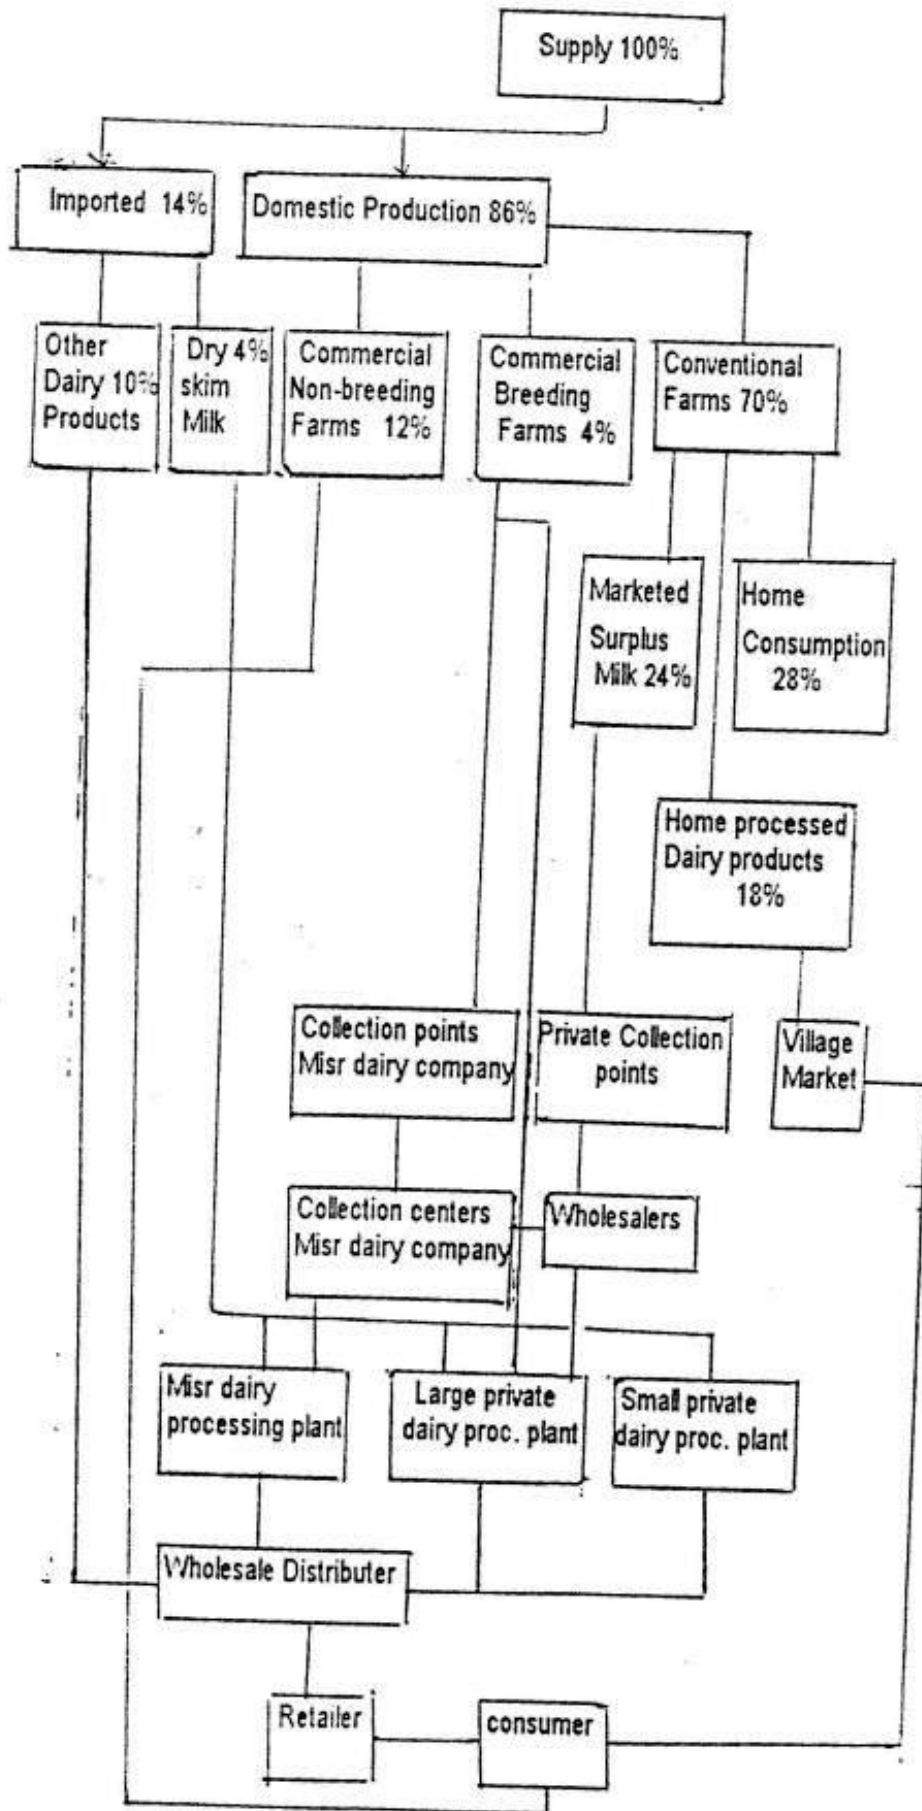 Supply 100%
Imported 14%
Domestic Production 86%
Other
Dairy 10%
Products
Dry 4%
skim
Milk
Commercial
Non-breeding
Farms 12%
Commercial
Breeding
Farms 4%
Conventional
Farms 70%
Marketed
Surplus
Milk 24%
Home
Consumption
28%
Home processed
Dairy products
18%
Collection points
Misr dairy company
Private Collection
points
Village
Market
Collection centers
Misr dairy company
Wholesalers
Misr dairy
processing plant
Large private
dairy proc. plant
Small private
dairy proc. plant
Wholesale Distributer
Retailer
consumer